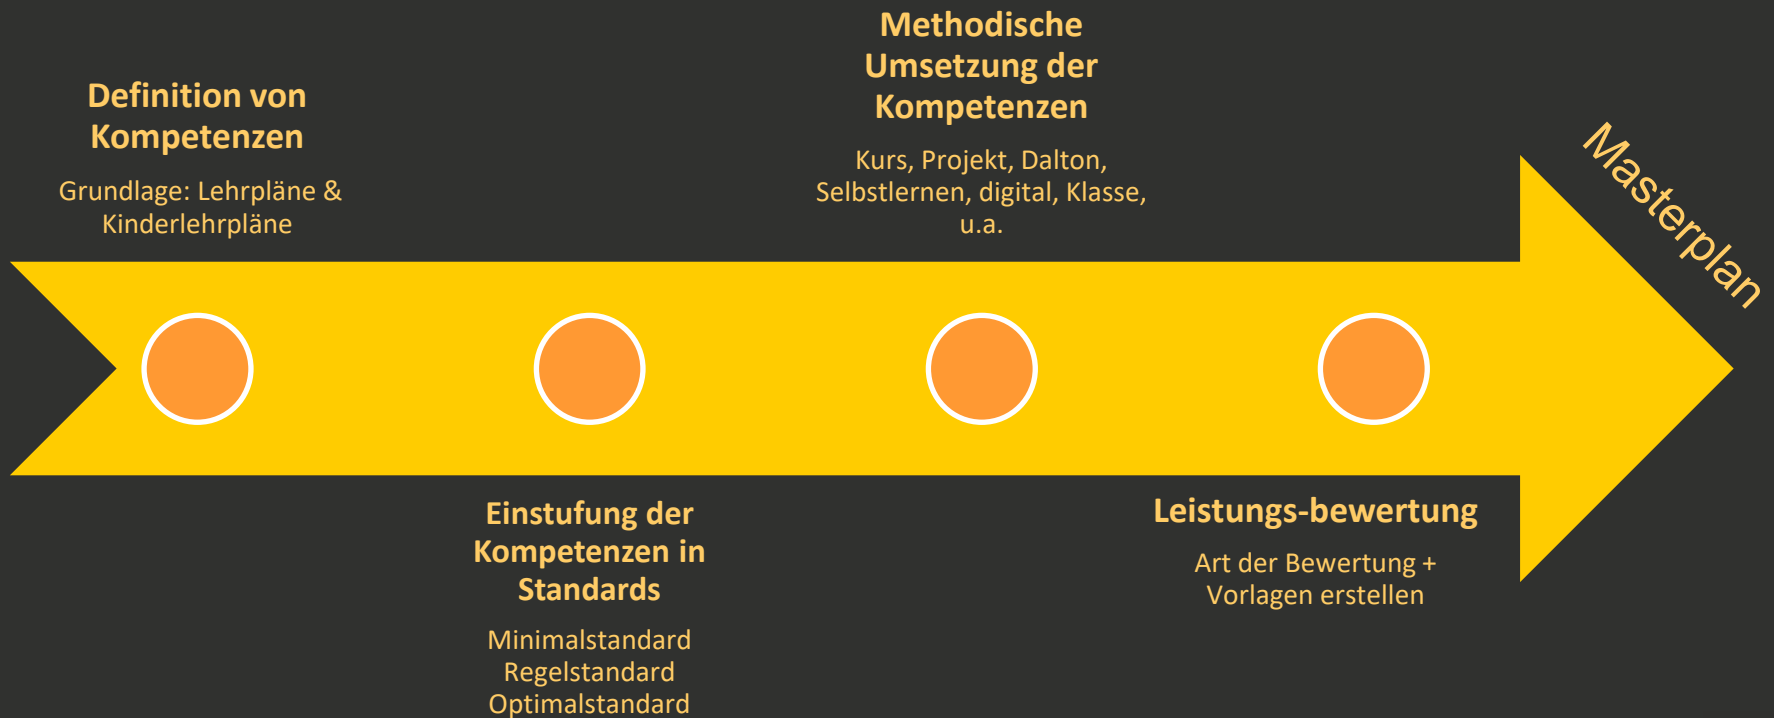 Definition von
Kompetenzen
Grundlage: Lehrpläne &
Kinderlehrpläne
Einstufung der
Kompetenzen in
Standards
Minimalstandard
Regelstandard
Optimalstandard
Methodische
Umsetzung der
Kompetenzen
Kurs, Projekt, Dalton,
Selbstlernen, digital, Klasse,
u.a.
Leistungs-bewertung
Art der Bewertung +
Vorlagen erstellen
Masterplan